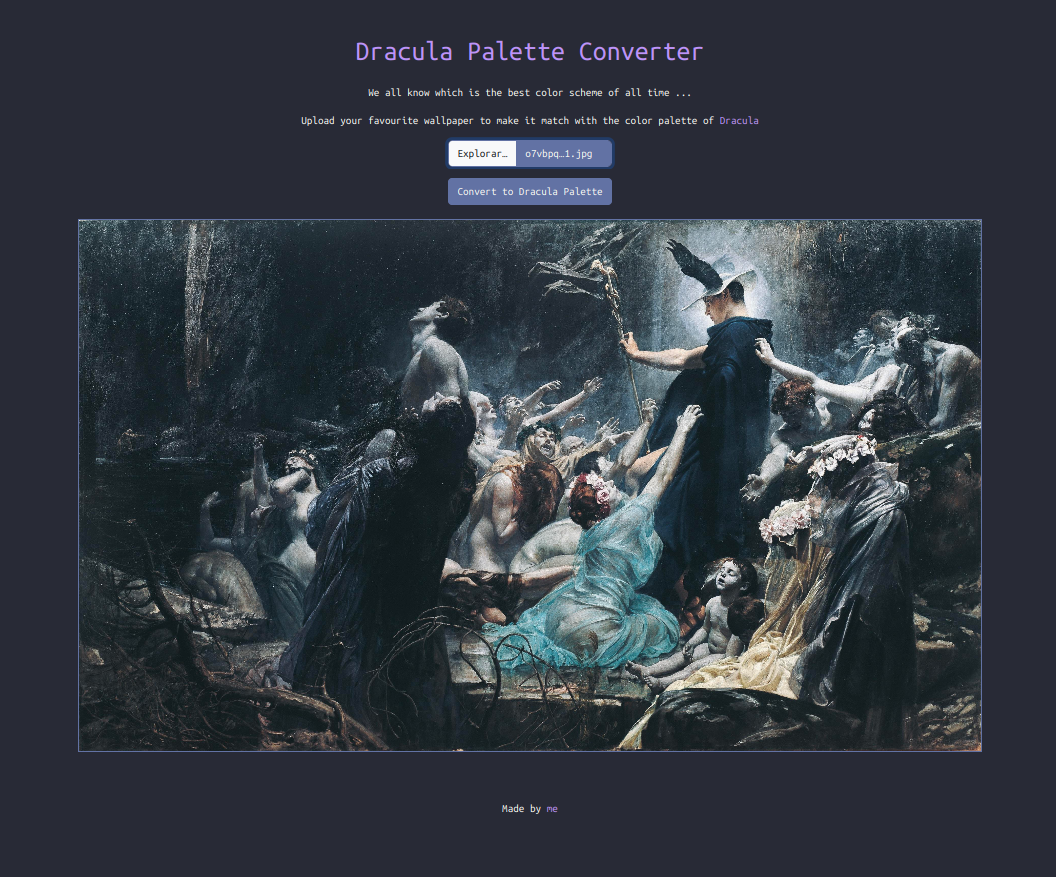 Dracula Palette Converter
We all know which is the best color scheme of all time ...
Upload your favourite wallpaper to make it match with the color palette of Dracula
Explorar… o7vbpq…1.jpg
Convert to Dracula Palette
Made by me